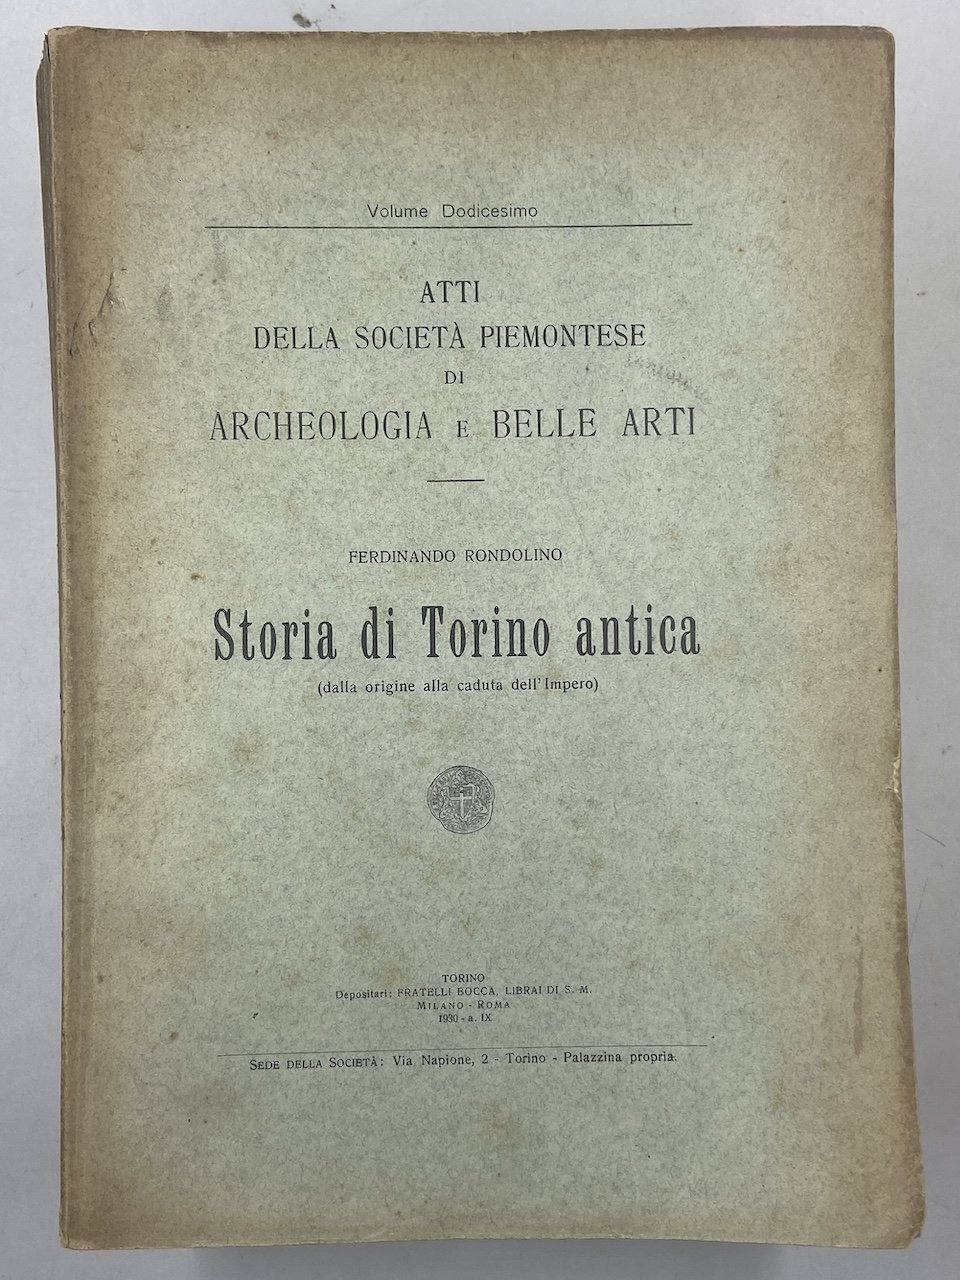 Volume Dodicesimo
ATTI
DELLA SOCIETÀ PIEMONTESE
DI
ARCHEOLOGIA E BELLE ARTI
FERDINANDO RONDOLINO
Storia di Torino antica
(dalla origine alla caduta dell'Impero)
TORINO
Depositari: FRATELLI BOCCA, LIBRAI DI S. M.
MILANO - ROMA
1930 - a. IX
SEDE DELLA SOCIETÀ: Via Napione, 2 - Torino - Palazzina propria.